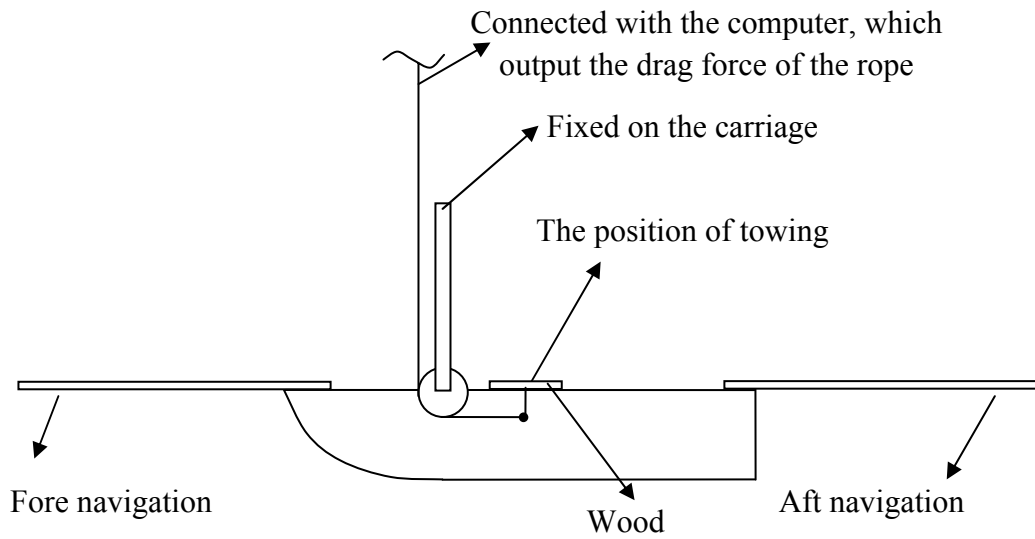 Connected with the computer, which
output the drag force of the rope
Fixed on the carriage
The position of towing
Fore navigation
Wood
Aft navigation